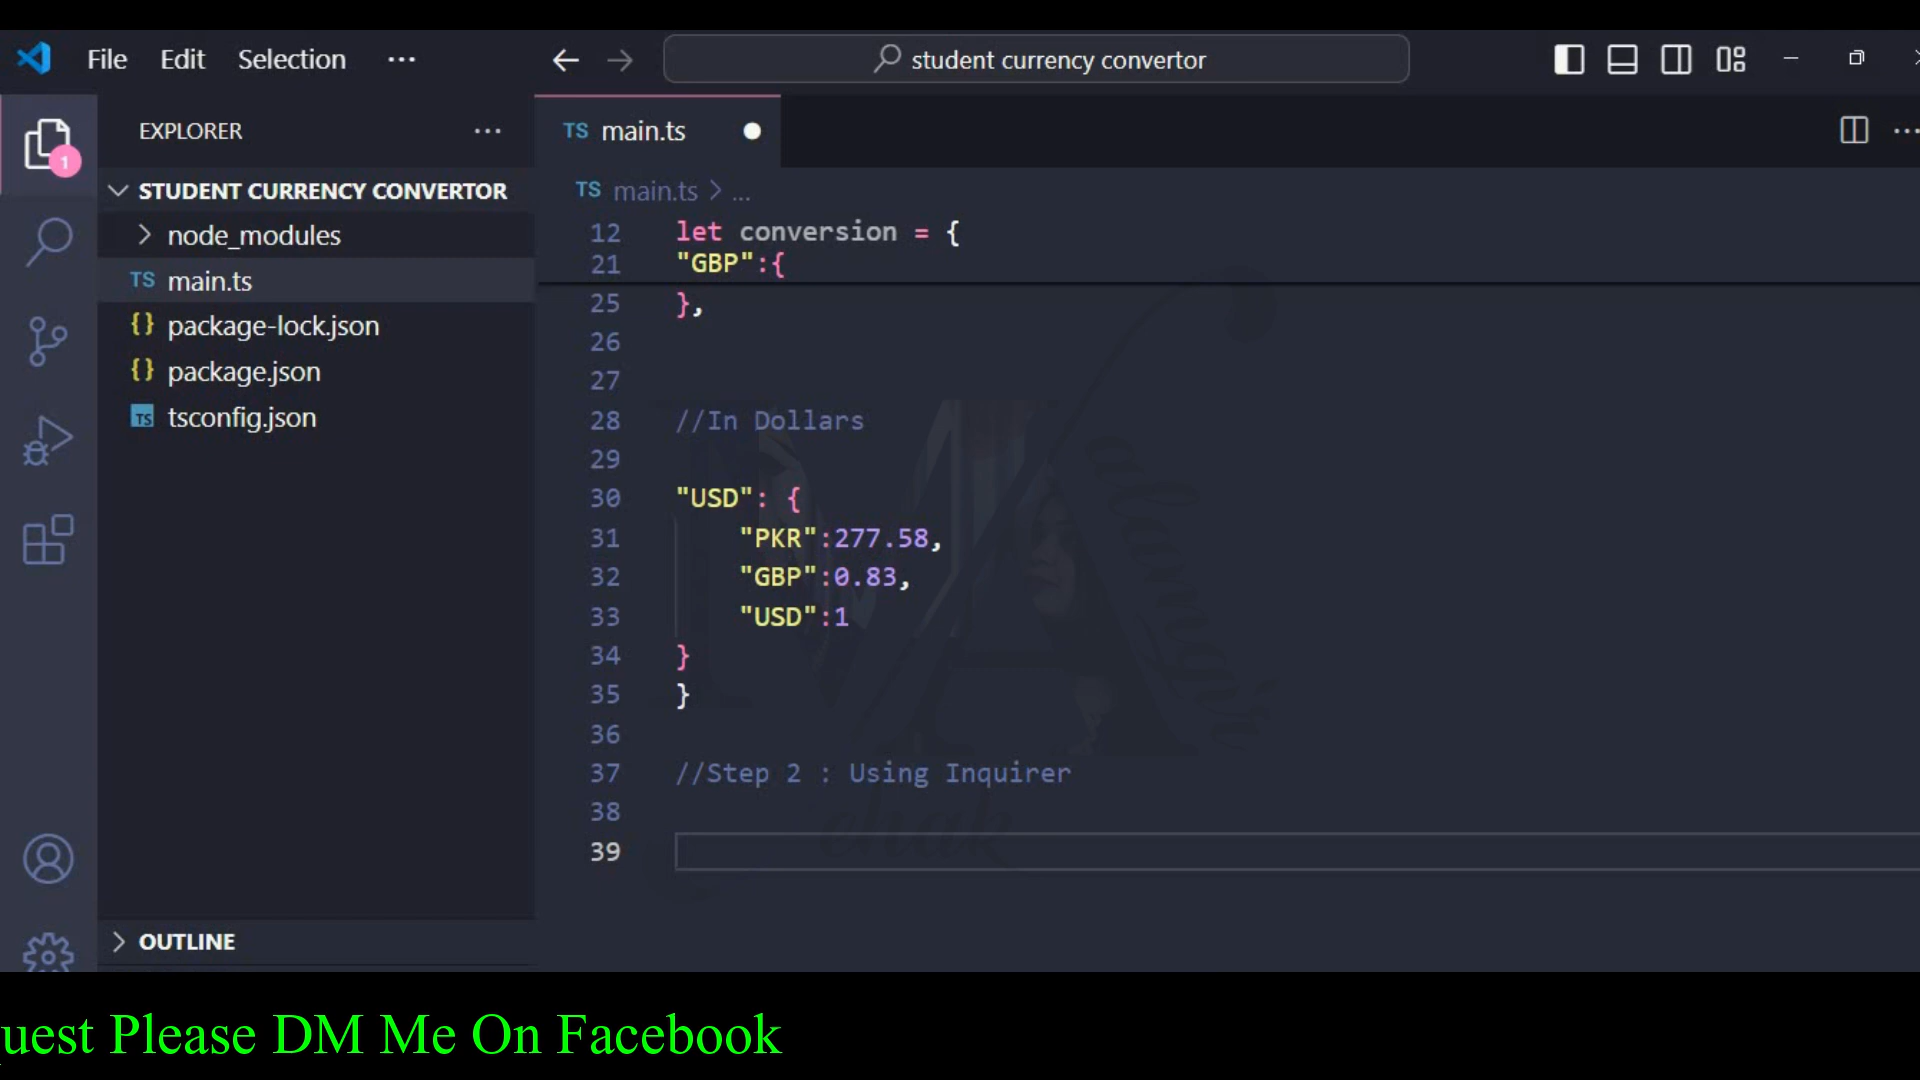 File Edit Selection ...
student currency convertor
EXPLORER ...
TS main.ts
1
STUDENT CURRENCY CONVERTOR
TS main.ts > ...
node_modules
TS main.ts
{} package-lock.json
{} package.json
TS tsconfig.json
12 let conversion = {
21 "GBP":{
25 },
26
27
28 //In Dollars
29
30 "USD": {
31 "PKR":277.58,
32 "GBP":0.83,
33 "USD":1
34 }
35 }
36
37 //Step 2 : Using Inquirer
38
39
OUTLINE
uest Please DM Me On Facebook